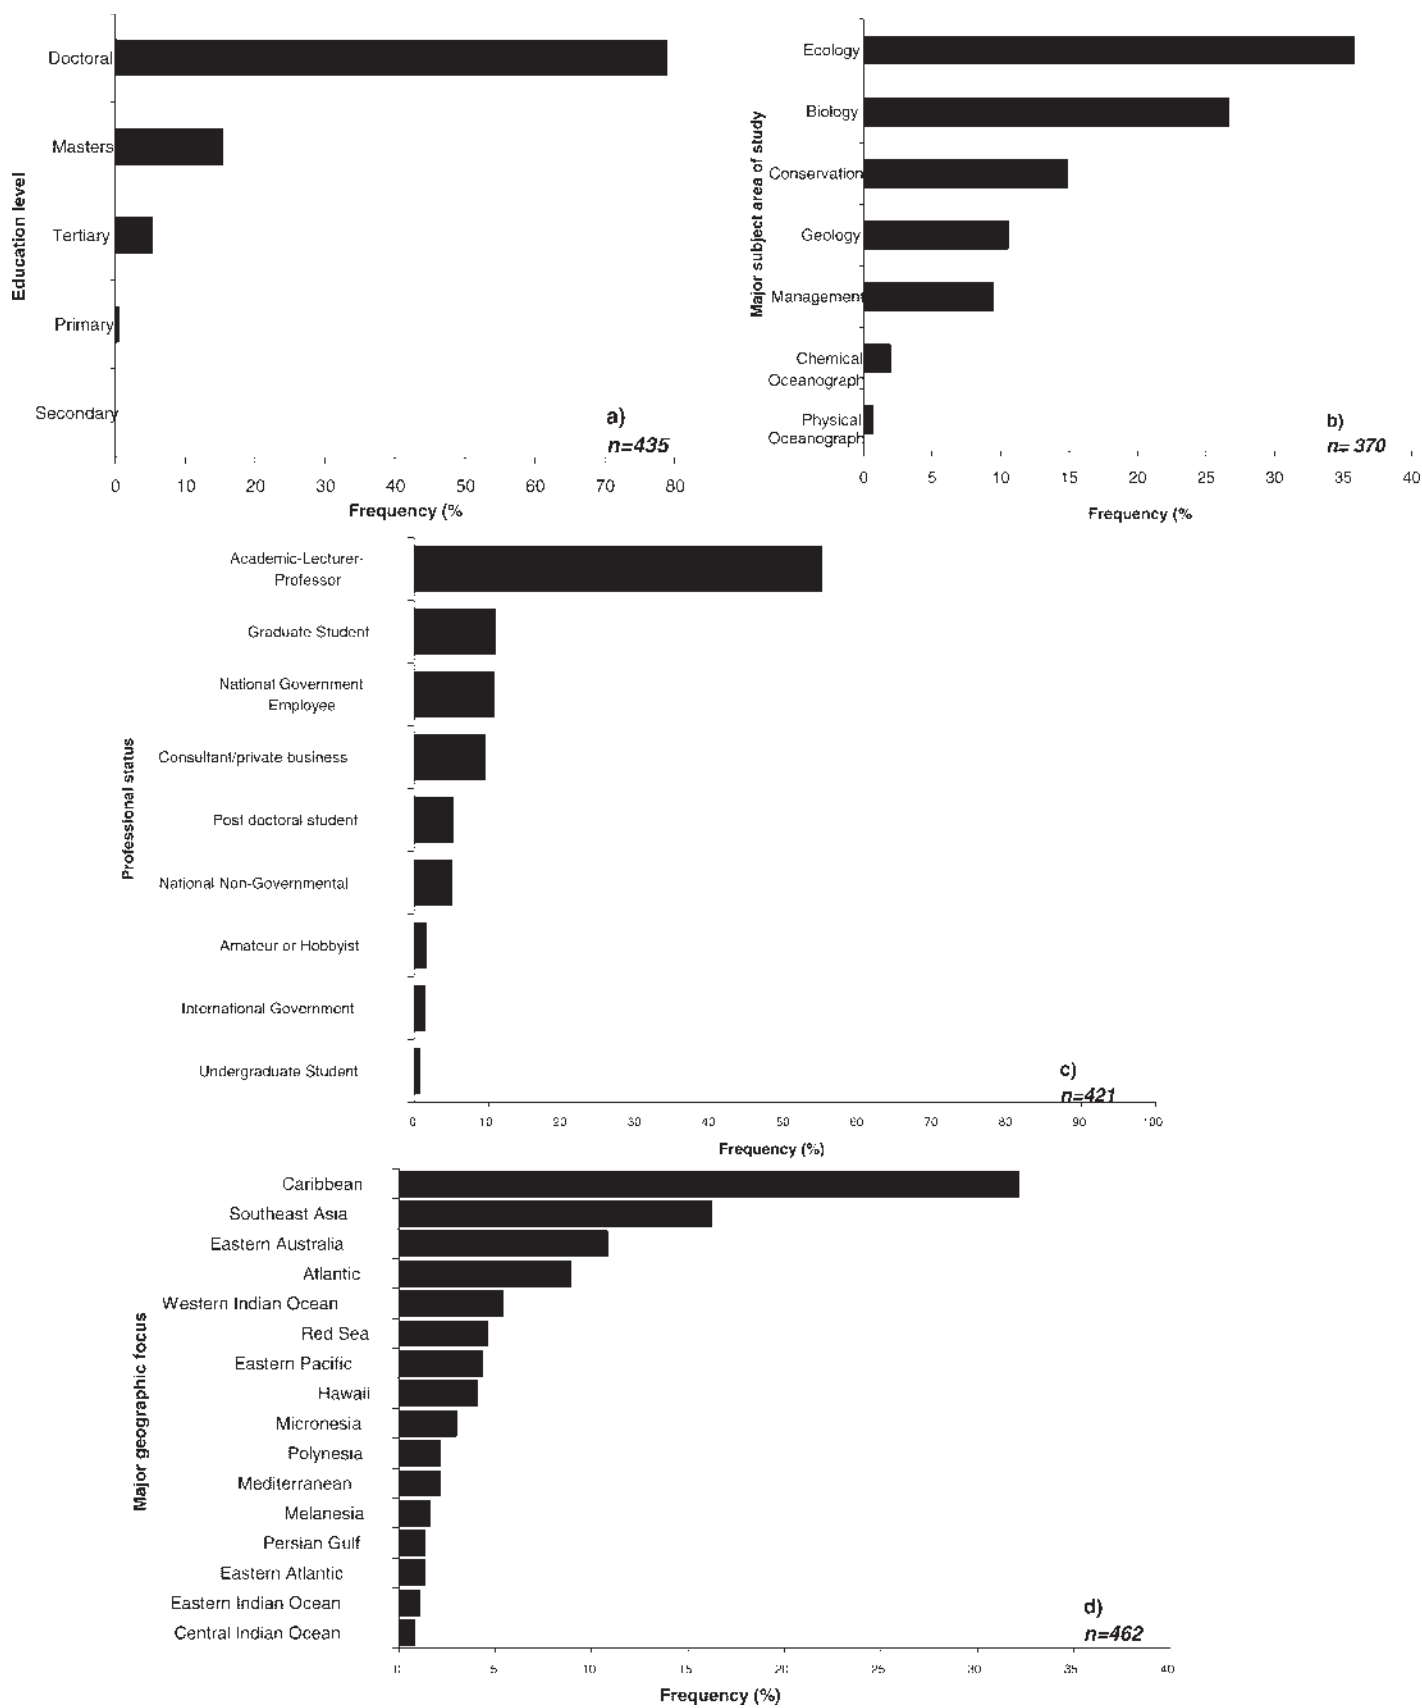 Doctoral
Masters
Tertiary
Primary
Secondary
Education level
a)
n=435
0 10 20 30 40 50 60 70 80
Frequency (%
Ecology
Biology
Conservation
Geology
Management
Chemical
Oceanograph
Physical
Oceanograph
Major subject area of study
b)
n= 370
0 5 10 15 20 25 30 35 40
Frequency (%
Academic-Lecturer-
Professor
Graduate Student
National Government
Employee
Consultant/private business
Post doctoral student
National Non-Governmental
Amateur or Hobbyist
International Government
Undergraduate Student
Professional status
c)
n=421
0 10 20 30 40 50 60 70 80 90 100
Frequency (%)
Caribbean
Southeast Asia
Eastern Australia
Atlantic
Western Indian Ocean
Red Sea
Eastern Pacific
Hawaii
Micronesia
Polynesia
Mediterranean
Melanesia
Persian Gulf
Eastern Atlantic
Eastern Indian Ocean
Central Indian Ocean
Major geographic focus
d)
n=462
0 5 10 15 20 25 30 35 40
Frequency (%)